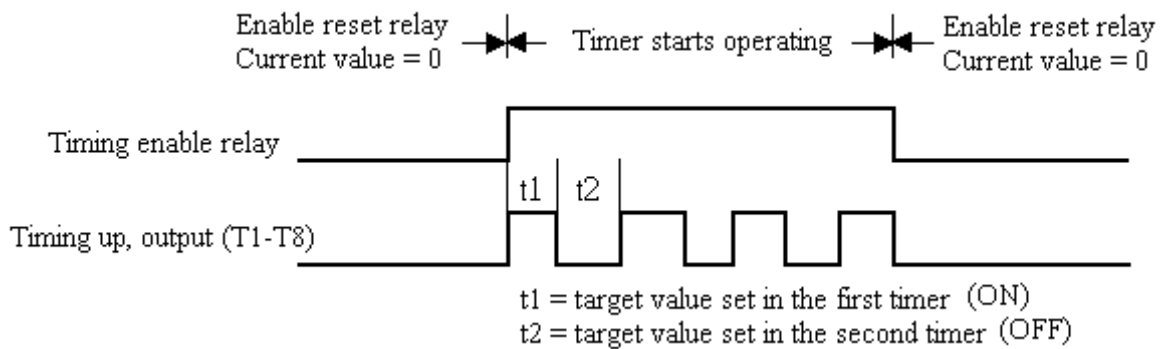 Enable reset relay
Current value = 0
Timer starts operating
Enable reset relay
Current value = 0
Timing enable relay
t1
t2
Timing up, output (T1-T8)
t1 = target value set in the first timer (ON)
t2 = target value set in the second timer (OFF)